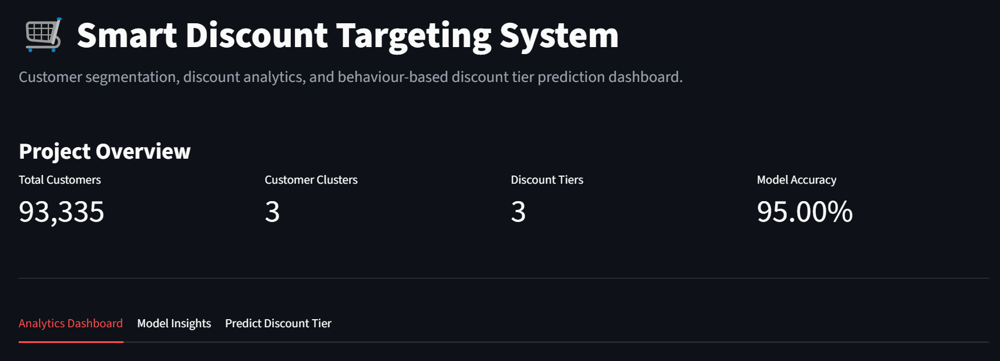 Smart Discount Targeting System
Customer segmentation, discount analytics, and behaviour-based discount tier prediction dashboard.
Project Overview
Total Customers
93,335
Customer Clusters
3
Discount Tiers
3
Model Accuracy
95.00%
Analytics Dashboard
Model Insights
Predict Discount Tier